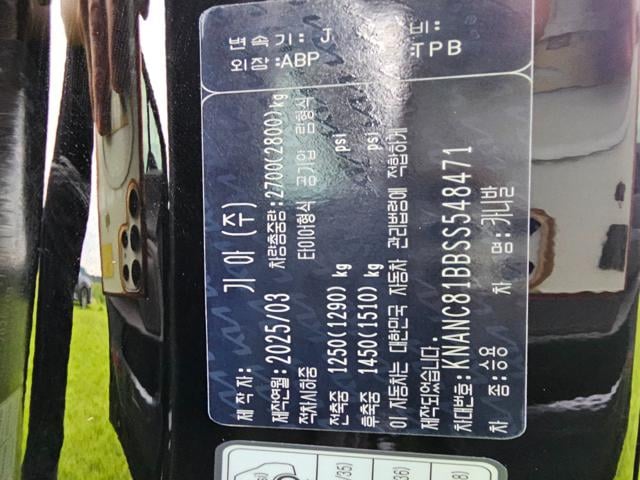 제작자: 기아 (주)
제작연월: 2025/03 차량총중량: 2700(2800)kg
적차시하중 타이어형식 공기압 림형식
전축중 1250(1290) kg psi
후축중 1450(1510) kg psi
이 자동차는 대한민국 자동차 관리법령에 적합하게
제작되었습니다.
차대번호: KNANC81BBSS548471
차 종: 승용 차 명: 카니발
변속기: J 비:
외장: ABP TPB